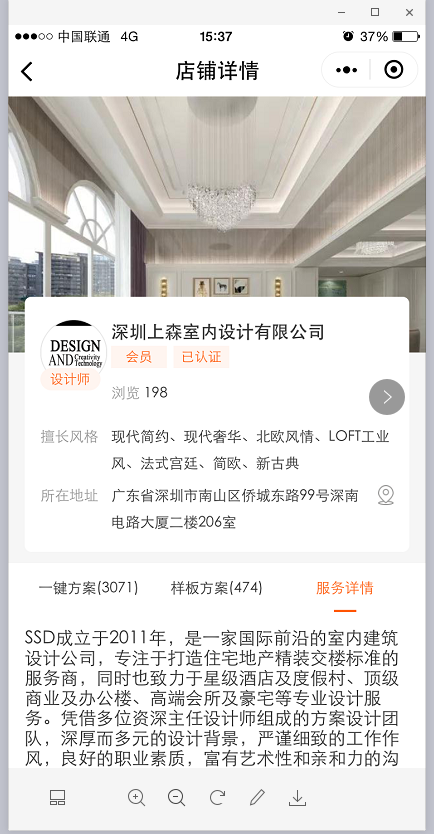 中国联通 4G 15:37 37%
店铺详情
DESIGN
AND Creativity
Technology
设计师
深圳上森室内设计有限公司
会员 已认证
浏览 198
擅长风格 现代简约、现代奢华、北欧风情、LOFT工业
风、法式宫廷、简欧、新古典
所在地址 广东省深圳市南山区侨城东路99号深南
电路大厦二楼206室
一键方案(3071) 样板方案(474) 服务详情
SSD成立于2011年，是一家国际前沿的室内建筑
设计公司，专注于打造住宅地产精装交楼标准的
服务商，同时也致力于星级酒店及度假村、顶级
商业及办公楼、高端会所及豪宅等专业设计服
务。凭借多位资深主任设计师组成的方案设计团
队，深厚而多元的设计背景，严谨细致的工作作
风，良好的职业素质，富有艺术性和亲和力的沟